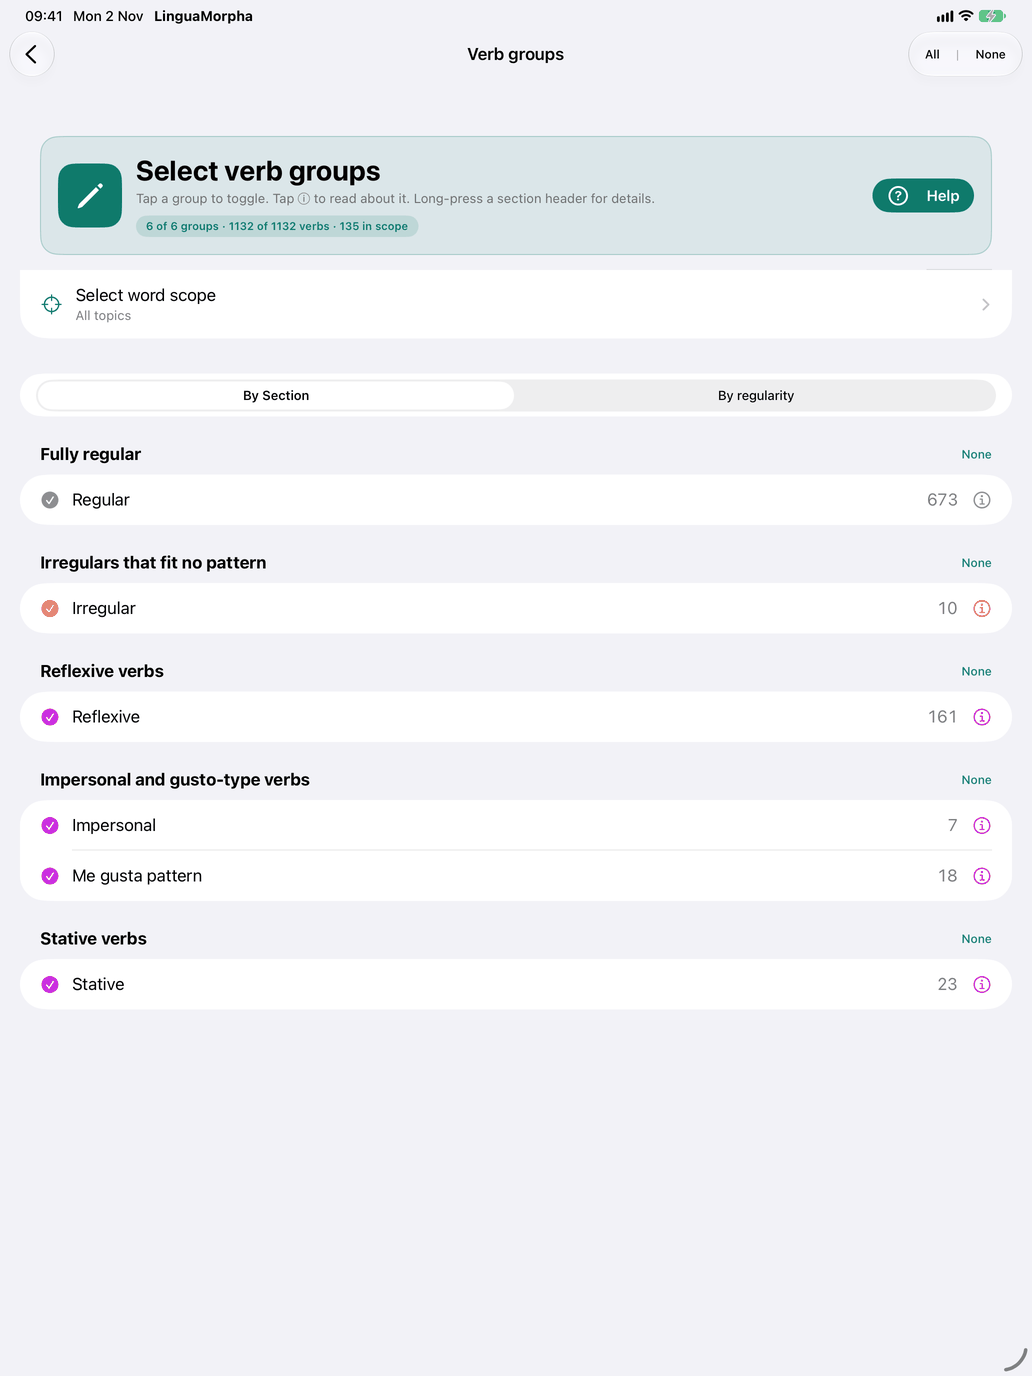 09:41 Mon 2 Nov LinguaMorpha
Verb groups
All | None
Select verb groups
Tap a group to toggle. Tap ⓘ to read about it. Long-press a section header for details.
6 of 6 groups · 1132 of 1132 verbs · 135 in scope
Help
Select word scope
All topics
By Section
By regularity
Fully regular None
Regular 673
Irregulars that fit no pattern None
Irregular 10
Reflexive verbs None
Reflexive 161
Impersonal and gusto-type verbs None
Impersonal 7
Me gusta pattern 18
Stative verbs None
Stative 23